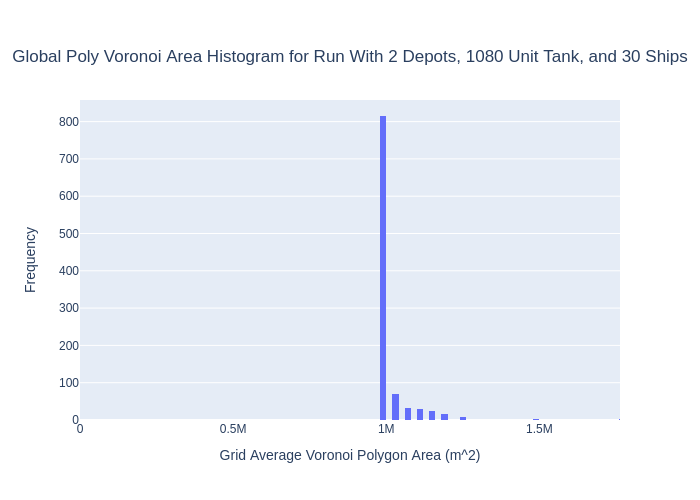 Global Poly Voronoi Area Histogram for Run With 2 Depots, 1080 Unit Tank, and 30 Ships
800
700
600
500
400
300
200
100
0
Frequency
0 0.5M 1M 1.5M
Grid Average Voronoi Polygon Area (m^2)